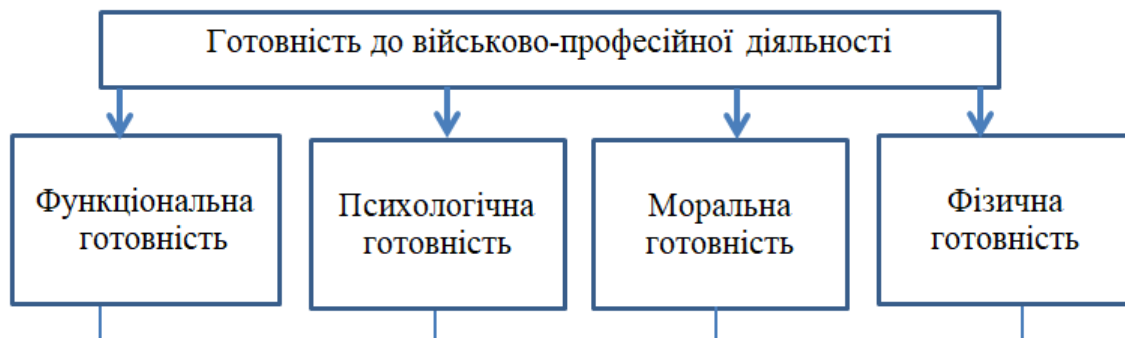 Готовність до військово-професійної діяльності
Функціональна
готовність
Психологічна
готовність
Моральна
готовність
Фізична
готовність